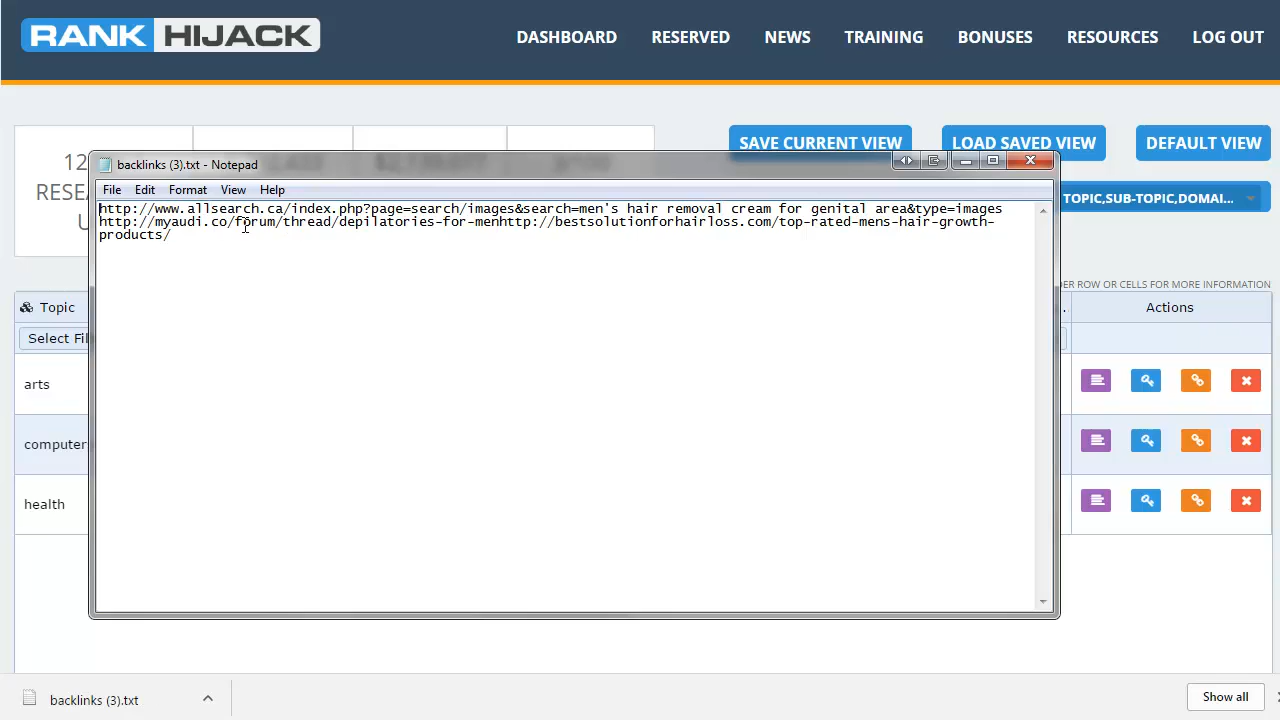 RANK HIJACK
DASHBOARD RESERVED NEWS TRAINING BONUSES RESOURCES LOG OUT
SAVE CURRENT VIEW LOAD SAVED VIEW DEFAULT VIEW
12
RESEA
U
TOPIC,SUB-TOPIC,DOMAI...
backlinks (3).txt - Notepad
File Edit Format View Help
http://www.allsearch.ca/index.php?page=search/images&search=men's hair removal cream for genital area&type=images
http://myaudi.co/forum/thread/depilatories-for-menhttp://bestsolutionforhairloss.com/top-rated-mens-hair-growth-
products/
ER ROW OR CELLS FOR MORE INFORMATION
Topic Actions
Select Fil
arts
computer
health
backlinks (3).txt Show all